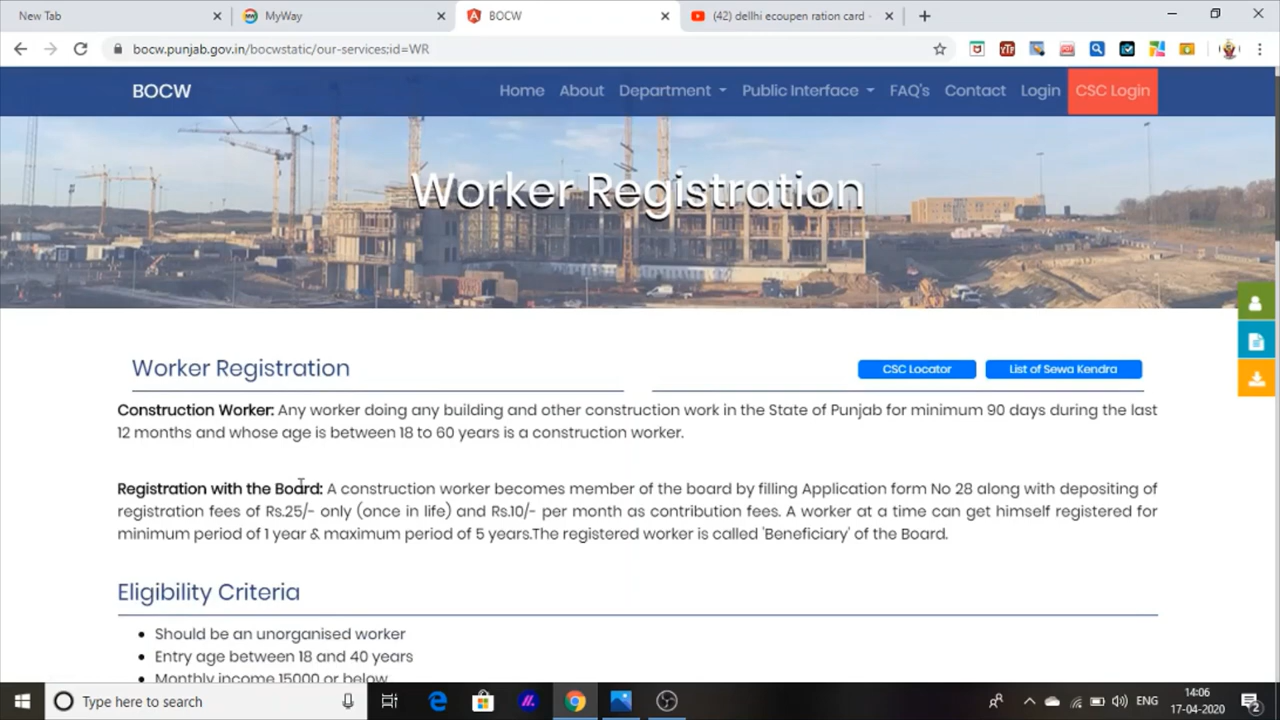 New Tab
MyWay
BOCW
(42) dellhi ecoupen ration card -
bocw.punjab.gov.in/bocwstatic/our-services;id=WR
BOCW
Home About Department Public Interface FAQ's Contact Login CSC Login
Worker Registration
Worker Registration
CSC Locator
List of Sewa Kendra
Construction Worker: Any worker doing any building and other construction work in the State of Punjab for minimum 90 days during the last
12 months and whose age is between 18 to 60 years is a construction worker.
Registration with the Board: A construction worker becomes member of the board by filling Application form No 28 along with depositing of
registration fees of Rs.25/- only (once in life) and Rs.10/- per month as contribution fees. A worker at a time can get himself registered for
minimum period of 1 year & maximum period of 5 years.The registered worker is called 'Beneficiary' of the Board.
Eligibility Criteria
Should be an unorganised worker
Entry age between 18 and 40 years
Monthly income 15000 or below
Type here to search
ENG
14:06
17-04-2020
2